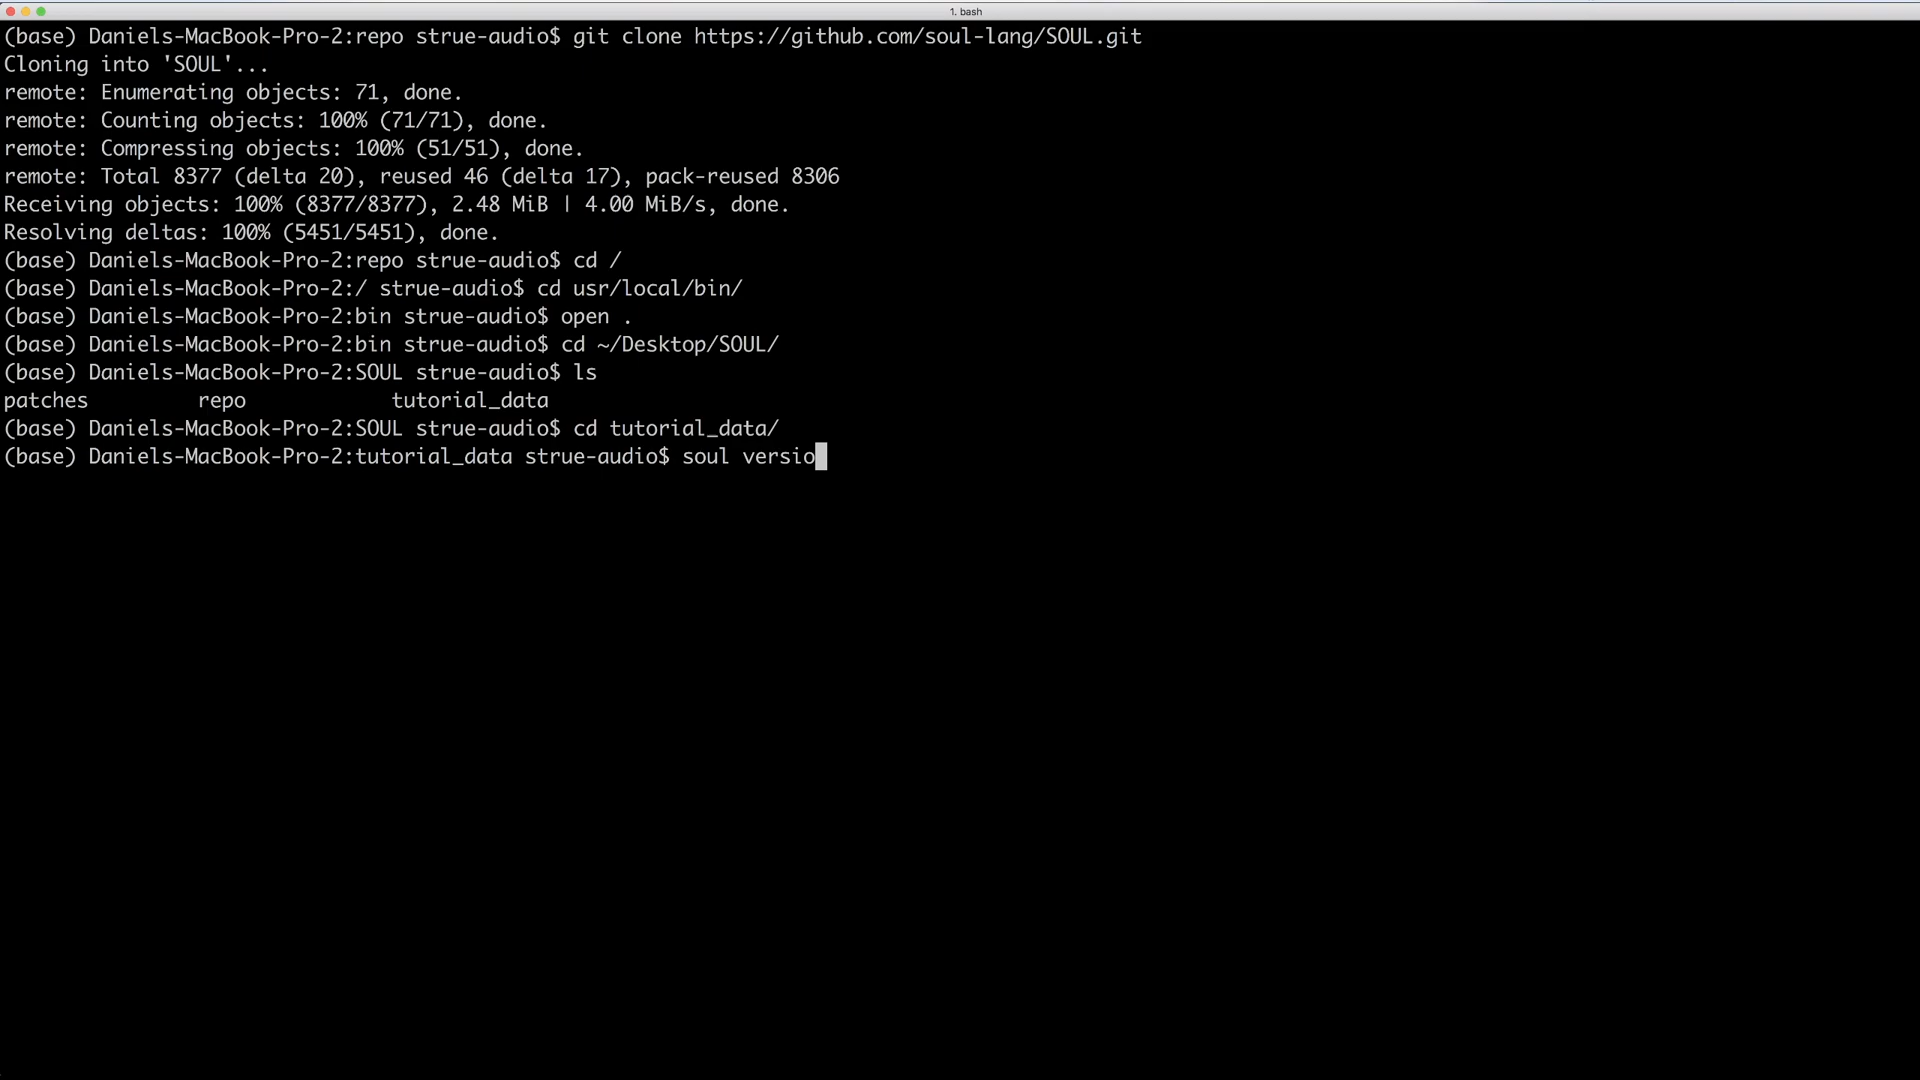 1. bash
(base) Daniels-MacBook-Pro-2:repo strue-audio$ git clone https://github.com/soul-lang/SOUL.git
Cloning into 'SOUL'...
remote: Enumerating objects: 71, done.
remote: Counting objects: 100% (71/71), done.
remote: Compressing objects: 100% (51/51), done.
remote: Total 8377 (delta 20), reused 46 (delta 17), pack-reused 8306
Receiving objects: 100% (8377/8377), 2.48 MiB | 4.00 MiB/s, done.
Resolving deltas: 100% (5451/5451), done.
(base) Daniels-MacBook-Pro-2:repo strue-audio$ cd /
(base) Daniels-MacBook-Pro-2:/ strue-audio$ cd usr/local/bin/
(base) Daniels-MacBook-Pro-2:bin strue-audio$ open .
(base) Daniels-MacBook-Pro-2:bin strue-audio$ cd ~/Desktop/SOUL/
(base) Daniels-MacBook-Pro-2:SOUL strue-audio$ ls
patches repo tutorial_data
(base) Daniels-MacBook-Pro-2:SOUL strue-audio$ cd tutorial_data/
(base) Daniels-MacBook-Pro-2:tutorial_data strue-audio$ soul versio